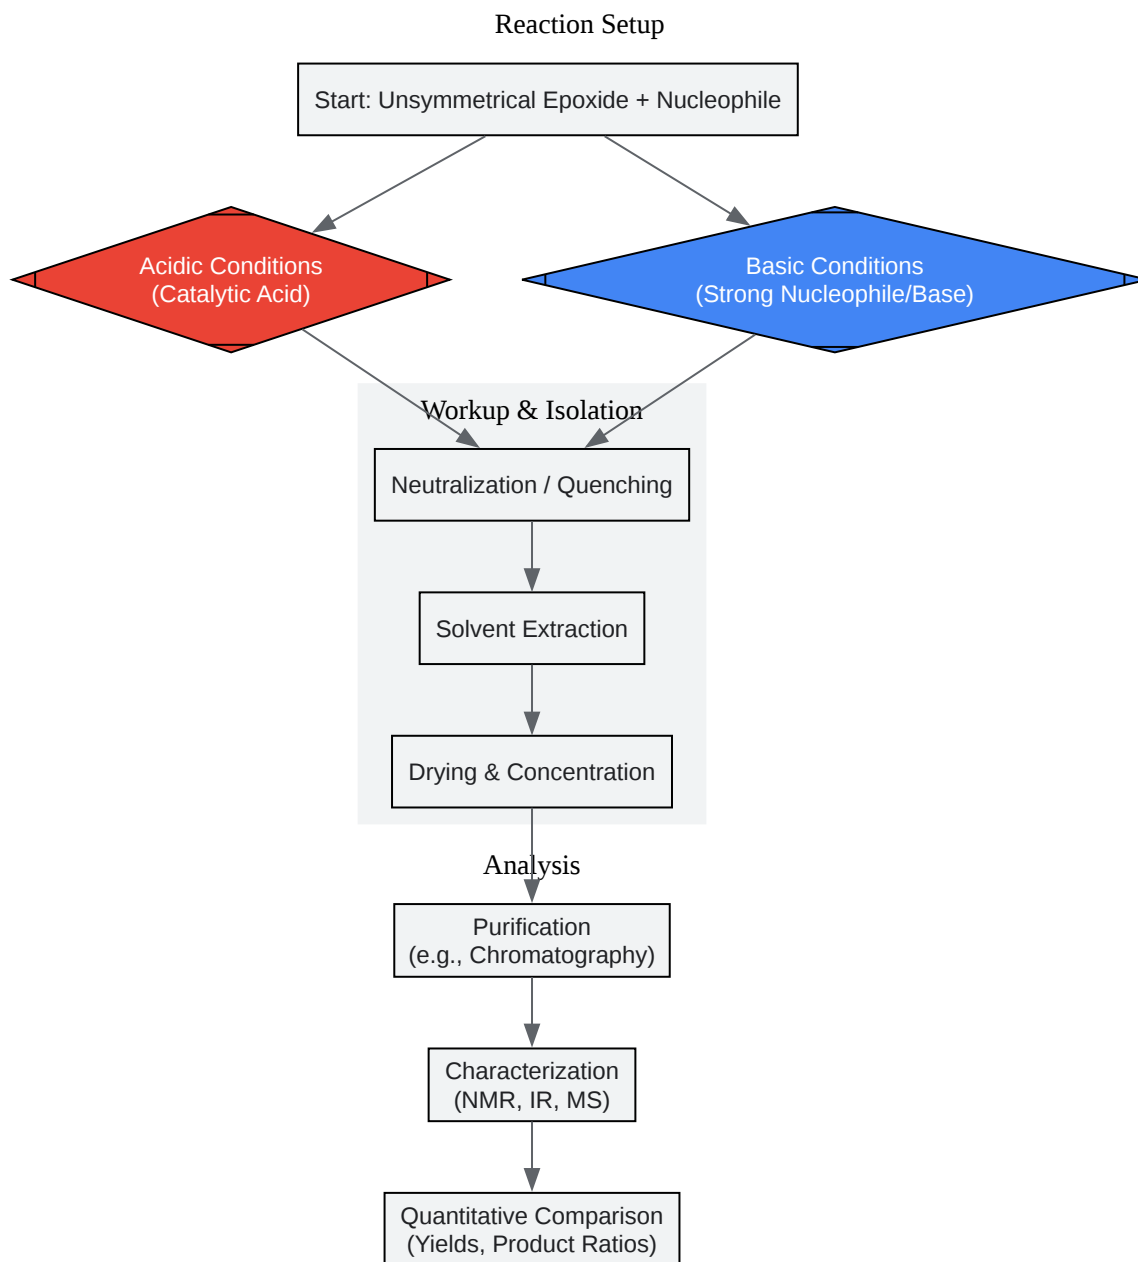 Reaction Setup
Start: Unsymmetrical Epoxide + Nucleophile
Acidic Conditions
(Catalytic Acid)
Basic Conditions
(Strong Nucleophile/Base)
Workup & Isolation
Neutralization / Quenching
Solvent Extraction
Drying & Concentration
Analysis
Purification
(e.g., Chromatography)
Characterization
(NMR, IR, MS)
Quantitative Comparison
(Yields, Product Ratios)